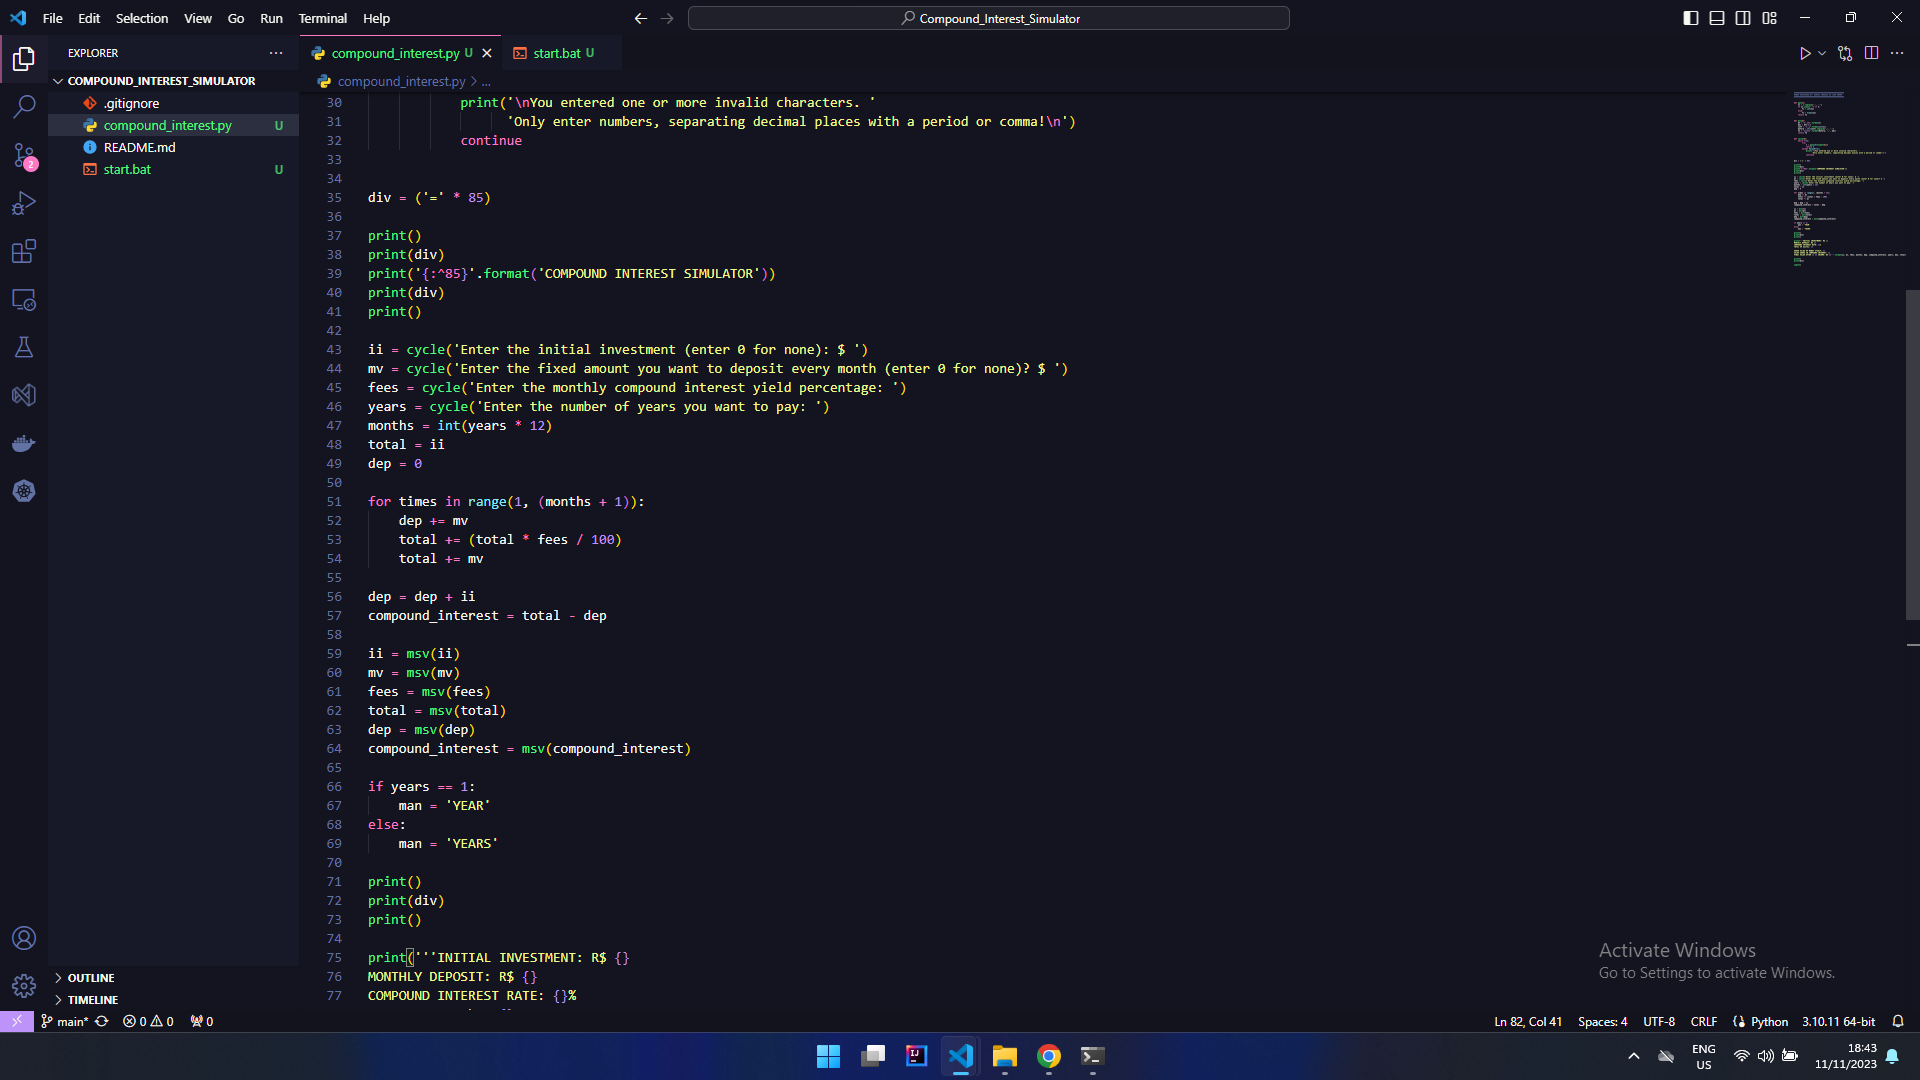 File Edit Selection View Go Run Terminal Help
Compound_Interest_Simulator
EXPLORER
COMPOUND_INTEREST_SIMULATOR
.gitignore
compound_interest.py U
README.md
start.bat U
2
OUTLINE
TIMELINE
compound_interest.py U
start.bat U
compound_interest.py > ...
30 print('\nYou entered one or more invalid characters. '
31 'Only enter numbers, separating decimal places with a period or comma!\n')
32 continue
33
34
35 div = ('=' * 85)
36
37 print()
38 print(div)
39 print('{:^85}'.format('COMPOUND INTEREST SIMULATOR'))
40 print(div)
41 print()
42
43 ii = cycle('Enter the initial investment (enter 0 for none): $ ')
44 mv = cycle('Enter the fixed amount you want to deposit every month (enter 0 for none)? $ ')
45 fees = cycle('Enter the monthly compound interest yield percentage: ')
46 years = cycle('Enter the number of years you want to pay: ')
47 months = int(years * 12)
48 total = ii
49 dep = 0
50
51 for times in range(1, (months + 1)):
52 dep += mv
53 total += (total * fees / 100)
54 total += mv
55
56 dep = dep + ii
57 compound_interest = total - dep
58
59 ii = msv(ii)
60 mv = msv(mv)
61 fees = msv(fees)
62 total = msv(total)
63 dep = msv(dep)
64 compound_interest = msv(compound_interest)
65
66 if years == 1:
67 man = 'YEAR'
68 else:
69 man = 'YEARS'
70
71 print()
72 print(div)
73 print()
74
75 print('''INITIAL INVESTMENT: R$ {}
76 MONTHLY DEPOSIT: R$ {}
77 COMPOUND INTEREST RATE: {}%
Activate Windows
Go to Settings to activate Windows.
main* 0 0 0
Ln 82, Col 41 Spaces: 4 UTF-8 CRLF Python 3.10.11 64-bit
IJ
ENG
US
18:43
11/11/2023